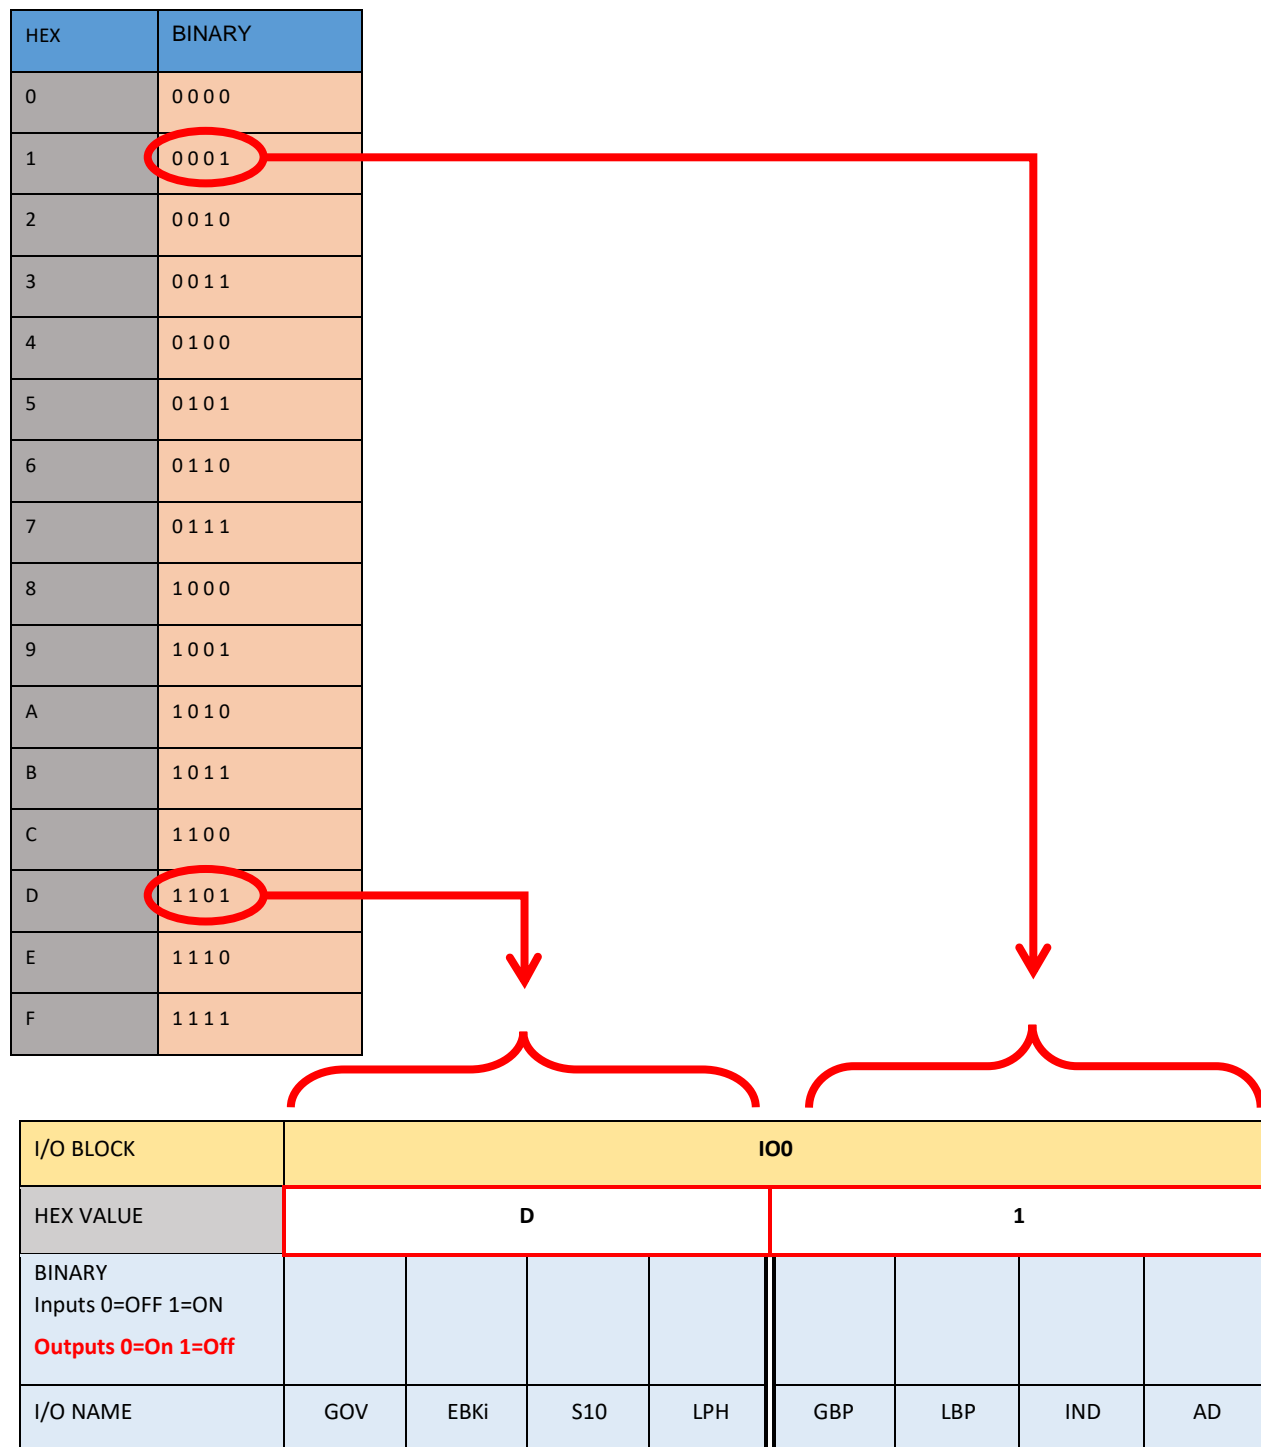 HEX BINARY
0 0 0 0 0
1 0 0 0 1
2 0 0 1 0
3 0 0 1 1
4 0 1 0 0
5 0 1 0 1
6 0 1 1 0
7 0 1 1 1
8 1 0 0 0
9 1 0 0 1
A 1 0 1 0
B 1 0 1 1
C 1 1 0 0
D 1 1 0 1
E 1 1 1 0
F 1 1 1 1
I/O BLOCK IO0
HEX VALUE D 1
BINARY
Inputs 0=OFF 1=ON
Outputs 0=On 1=Off
I/O NAME GOV EBKi S10 LPH GBP LBP IND AD